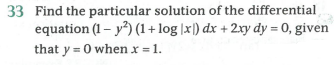 33 Find the particular solution of the differential
equation (1 – y²) (1 + log |x|) dx + 2xy dy = 0, given
that y = 0 when x = 1.